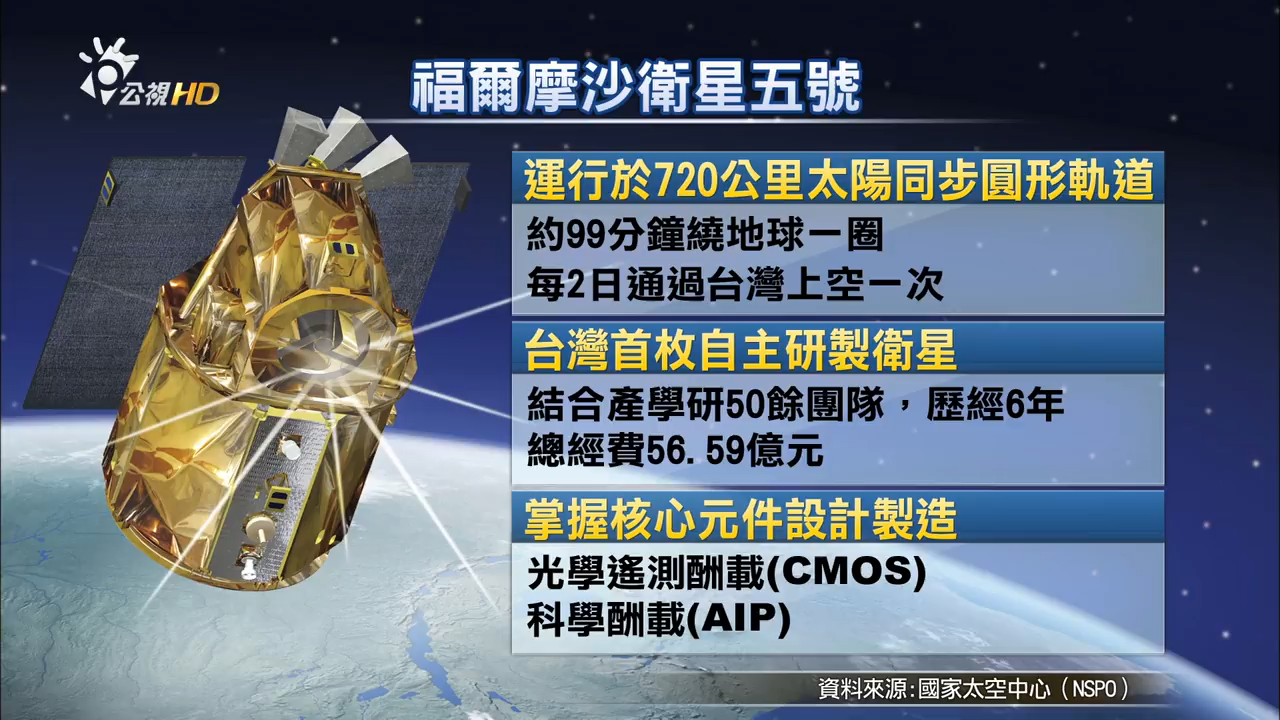 公視HD
福爾摩沙衛星五號
運行於720公里太陽同步圓形軌道
約99分鐘繞地球一圈
每2日通過台灣上空一次
台灣首枚自主研製衛星
結合產學研50餘團隊，歷經6年
總經費56.59億元
掌握核心元件設計製造
光學遙測酬載(CMOS)
科學酬載(AIP)
資料來源:國家太空中心（NSPO）